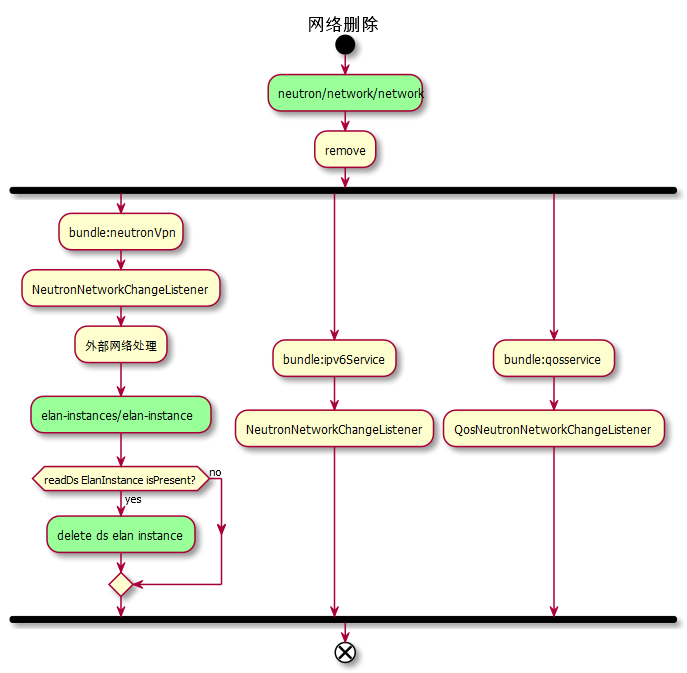 网络删除
neutron/network/network
remove
bundle:neutronVpn
NeutronNetworkChangeListener
外部网络处理
elan-instances/elan-instance
readDs ElanInstance isPresent?
no
yes
delete ds elan instance
bundle:ipv6Service
NeutronNetworkChangeListener
bundle:qosservice
QosNeutronNetworkChangeListener